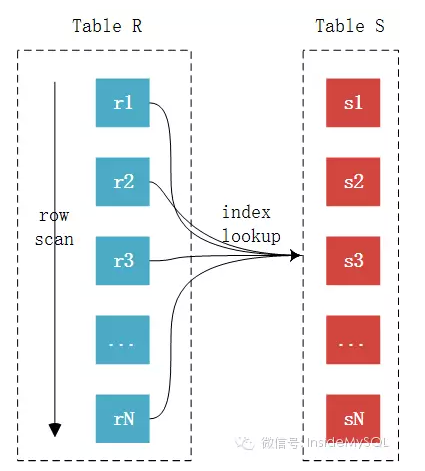 Table R
Table S
r1
s1
r2
s2
row
scan
index
lookup
r3
s3
...
...
rN
sN
微信号: InsideMySQL